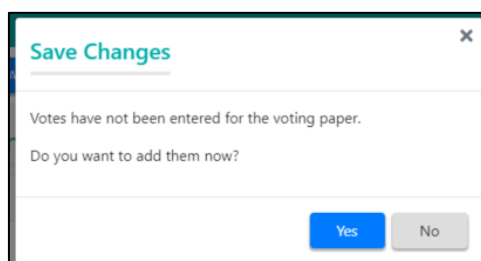 Save Changes
×
Votes have not been entered for the voting paper.
Do you want to add them now?
Yes
No